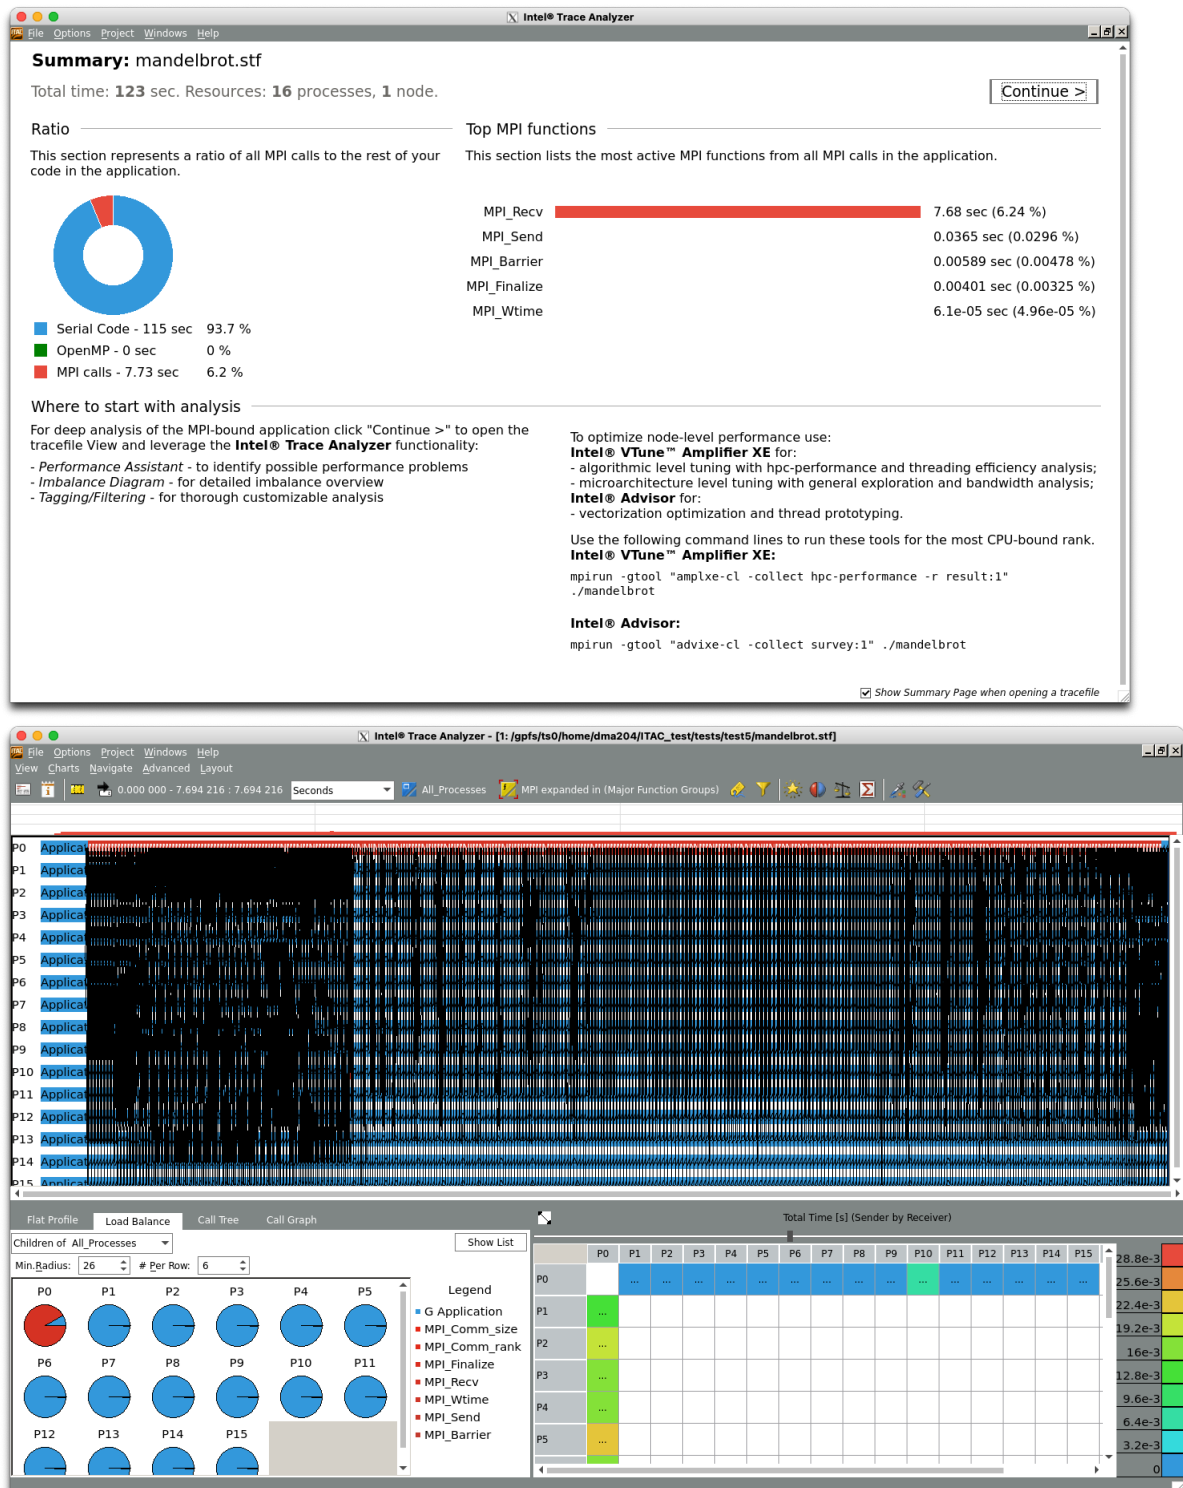 Intel® Trace Analyzer
File Options Project Windows Help
Summary: mandelbrot.stf
Total time: 123 sec. Resources: 16 processes, 1 node.
Continue >
Ratio
This section represents a ratio of all MPI calls to the rest of your
code in the application.
Serial Code - 115 sec 93.7 %
OpenMP - 0 sec 0 %
MPI calls - 7.73 sec 6.2 %
Top MPI functions
This section lists the most active MPI functions from all MPI calls in the application.
MPI_Recv 7.68 sec (6.24 %)
MPI_Send 0.0365 sec (0.0296 %)
MPI_Barrier 0.00589 sec (0.00478 %)
MPI_Finalize 0.00401 sec (0.00325 %)
MPI_Wtime 6.1e-05 sec (4.96e-05 %)
Where to start with analysis
For deep analysis of the MPI-bound application click "Continue >" to open the
tracefile View and leverage the Intel® Trace Analyzer functionality:
- Performance Assistant - to identify possible performance problems
- Imbalance Diagram - for detailed imbalance overview
- Tagging/Filtering - for thorough customizable analysis
To optimize node-level performance use:
Intel® VTune™ Amplifier XE for:
- algorithmic level tuning with hpc-performance and threading efficiency analysis;
- microarchitecture level tuning with general exploration and bandwidth analysis;
Intel® Advisor for:
- vectorization optimization and thread prototyping.
Use the following command lines to run these tools for the most CPU-bound rank.
Intel® VTune™ Amplifier XE:
mpirun -gtool "amplxe-cl -collect hpc-performance -r result:1"
./mandelbrot
Intel® Advisor:
mpirun -gtool "advixe-cl -collect survey:1" ./mandelbrot
Show Summary Page when opening a tracefile
Intel® Trace Analyzer - [1: /gpfs/ts0/home/dma204/ITAC_test/tests/test5/mandelbrot.stf]
File Options Project Windows Help
View Charts Navigate Advanced Layout
0.000 000 - 7.694 216 : 7.694 216 Seconds All_Processes MPI expanded in (Major Function Groups)
P0 Applica
P1 Applica
P2 Applica
P3 Applica
P4 Applica
P5 Applica
P6 Applica
P7 Applica
P8 Applica
P9 Applica
P10 Applica
P11 Applica
P12 Applica
P13 Applica
P14 Applica
P15 Applica
Flat Profile Load Balance Call Tree Call Graph
Children of All_Processes Show List
Min.Radius: 26 # Per Row: 6
P0 P1 P2 P3 P4 P5
P6 P7 P8 P9 P10 P11
P12 P13 P14 P15
Legend
G Application
MPI_Comm_size
MPI_Comm_rank
MPI_Finalize
MPI_Recv
MPI_Wtime
MPI_Send
MPI_Barrier
Total Time [s] (Sender by Receiver)
P0 P1 P2 P3 P4 P5 P6 P7 P8 P9 P10 P11 P12 P13 P14 P15
P0 ... ... ... ... ... ... ... ... ... ... ... ... ... ... ...
P1 ...
P2 ...
P3 ...
P4 ...
P5 ...
28.8e-3
25.6e-3
22.4e-3
19.2e-3
16e-3
12.8e-3
9.6e-3
6.4e-3
3.2e-3
0